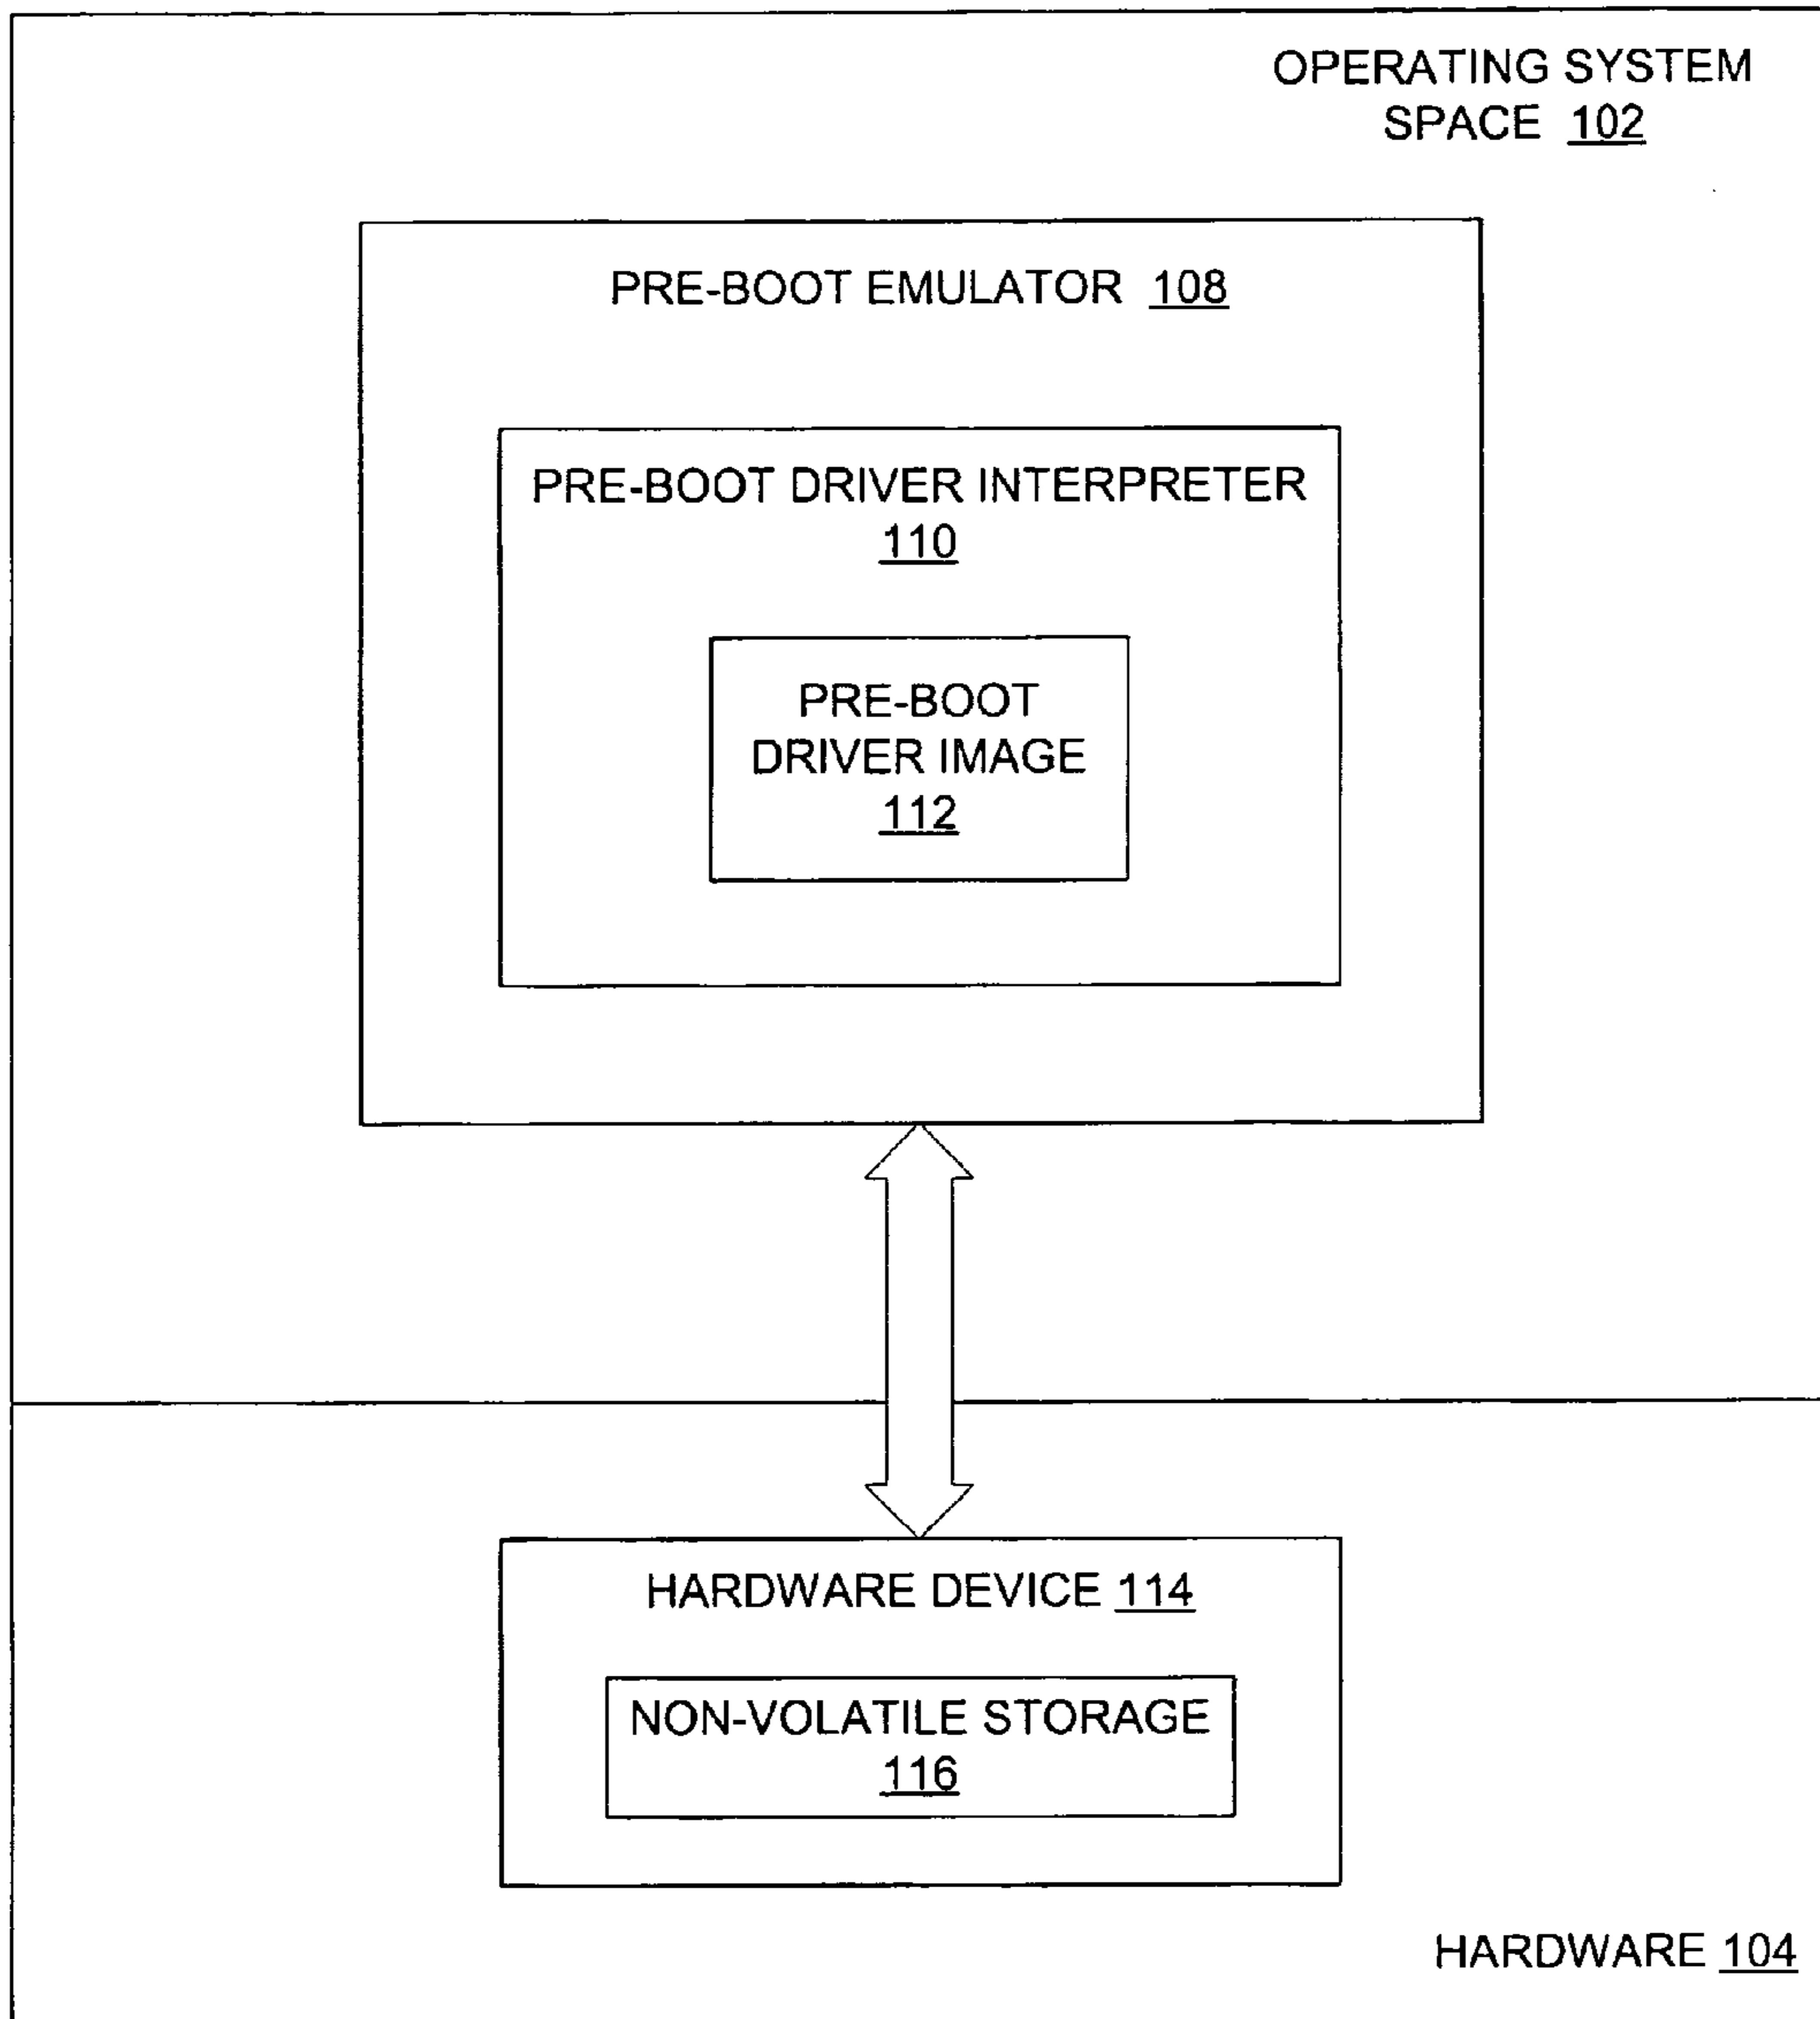 OPERATING SYSTEM
SPACE 102
PRE-BOOT EMULATOR 108
PRE-BOOT DRIVER INTERPRETER
110
PRE-BOOT
DRIVER IMAGE
112
HARDWARE DEVICE 114
NON-VOLATILE STORAGE
116
HARDWARE 104